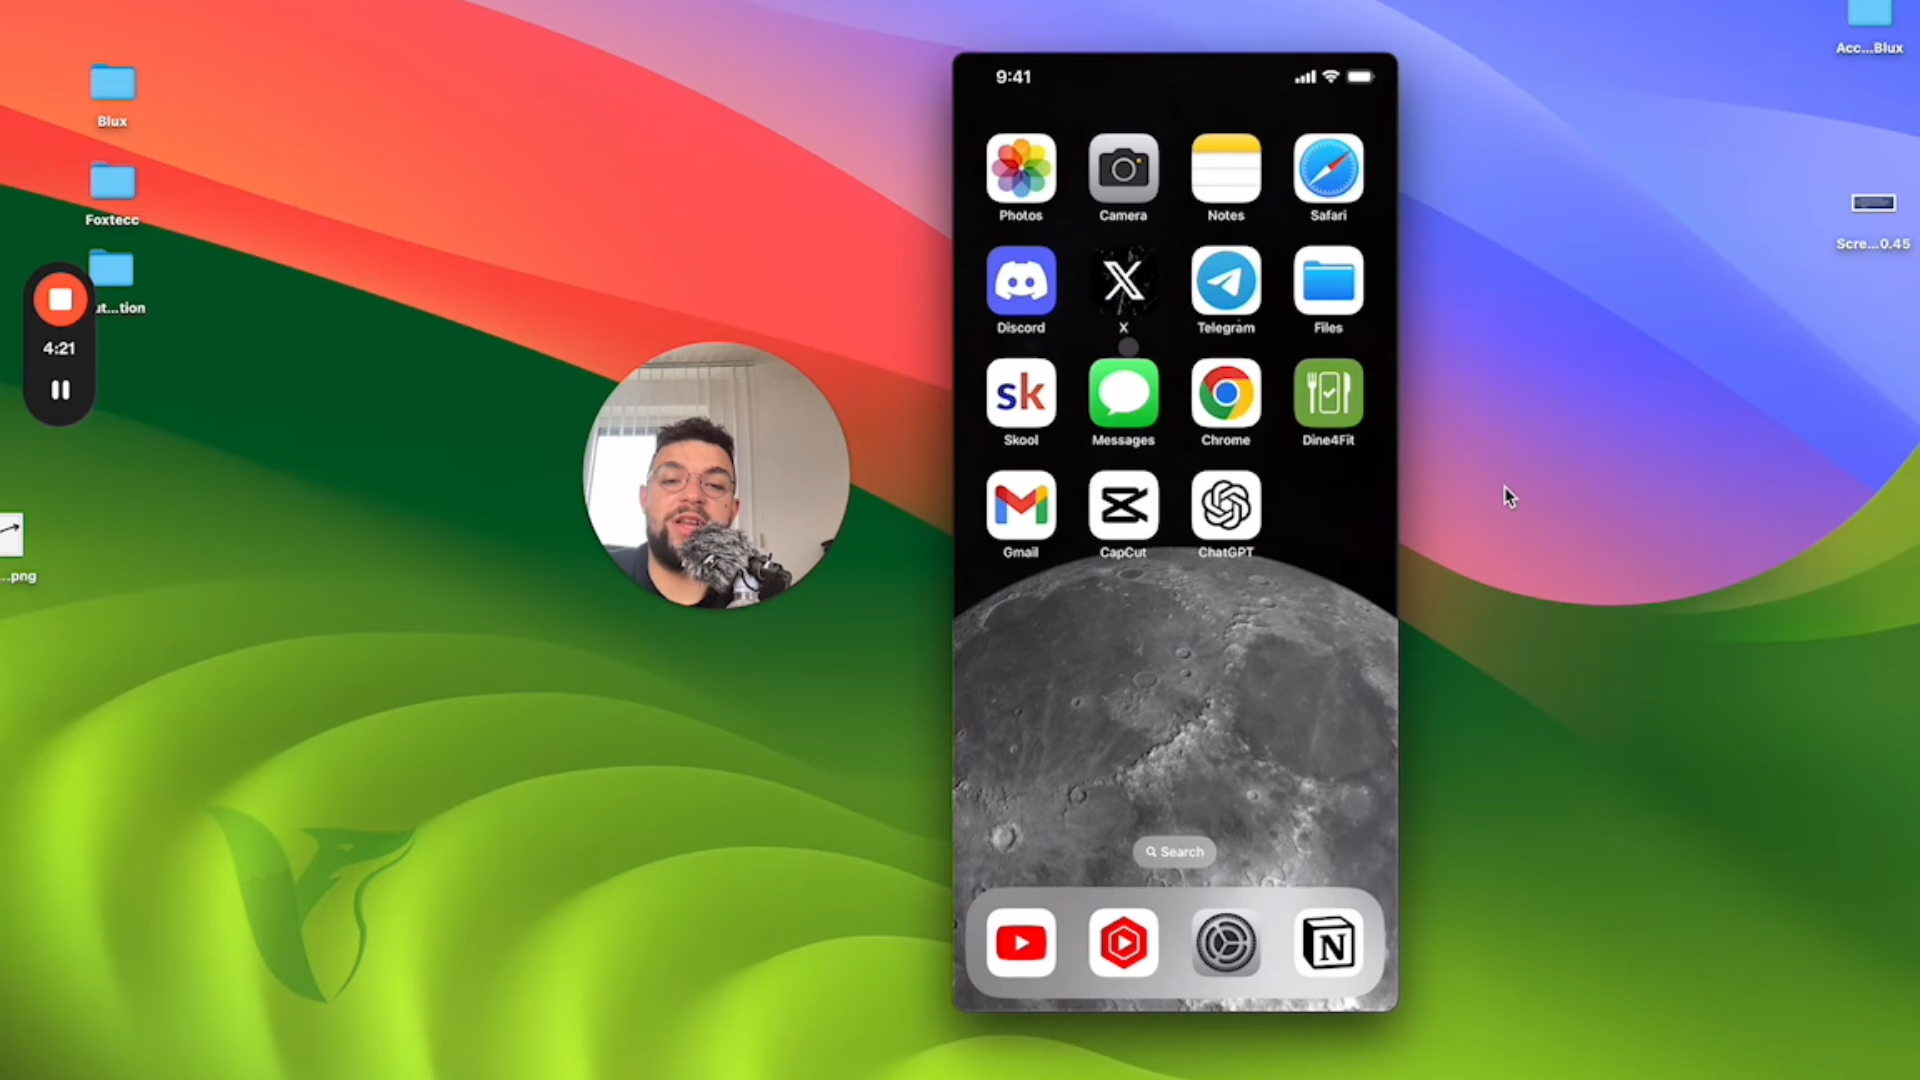 Acc...Blux
Blux
9:41
Photos
Camera
Notes
Safari
Foxtecc
Scre...0.45
ut...tion
Discord
X
Telegram
Files
4:21
sk
Skool
Messages
Chrome
Dine4Fit
Gmail
CapCut
ChatGPT
...png
Search
N